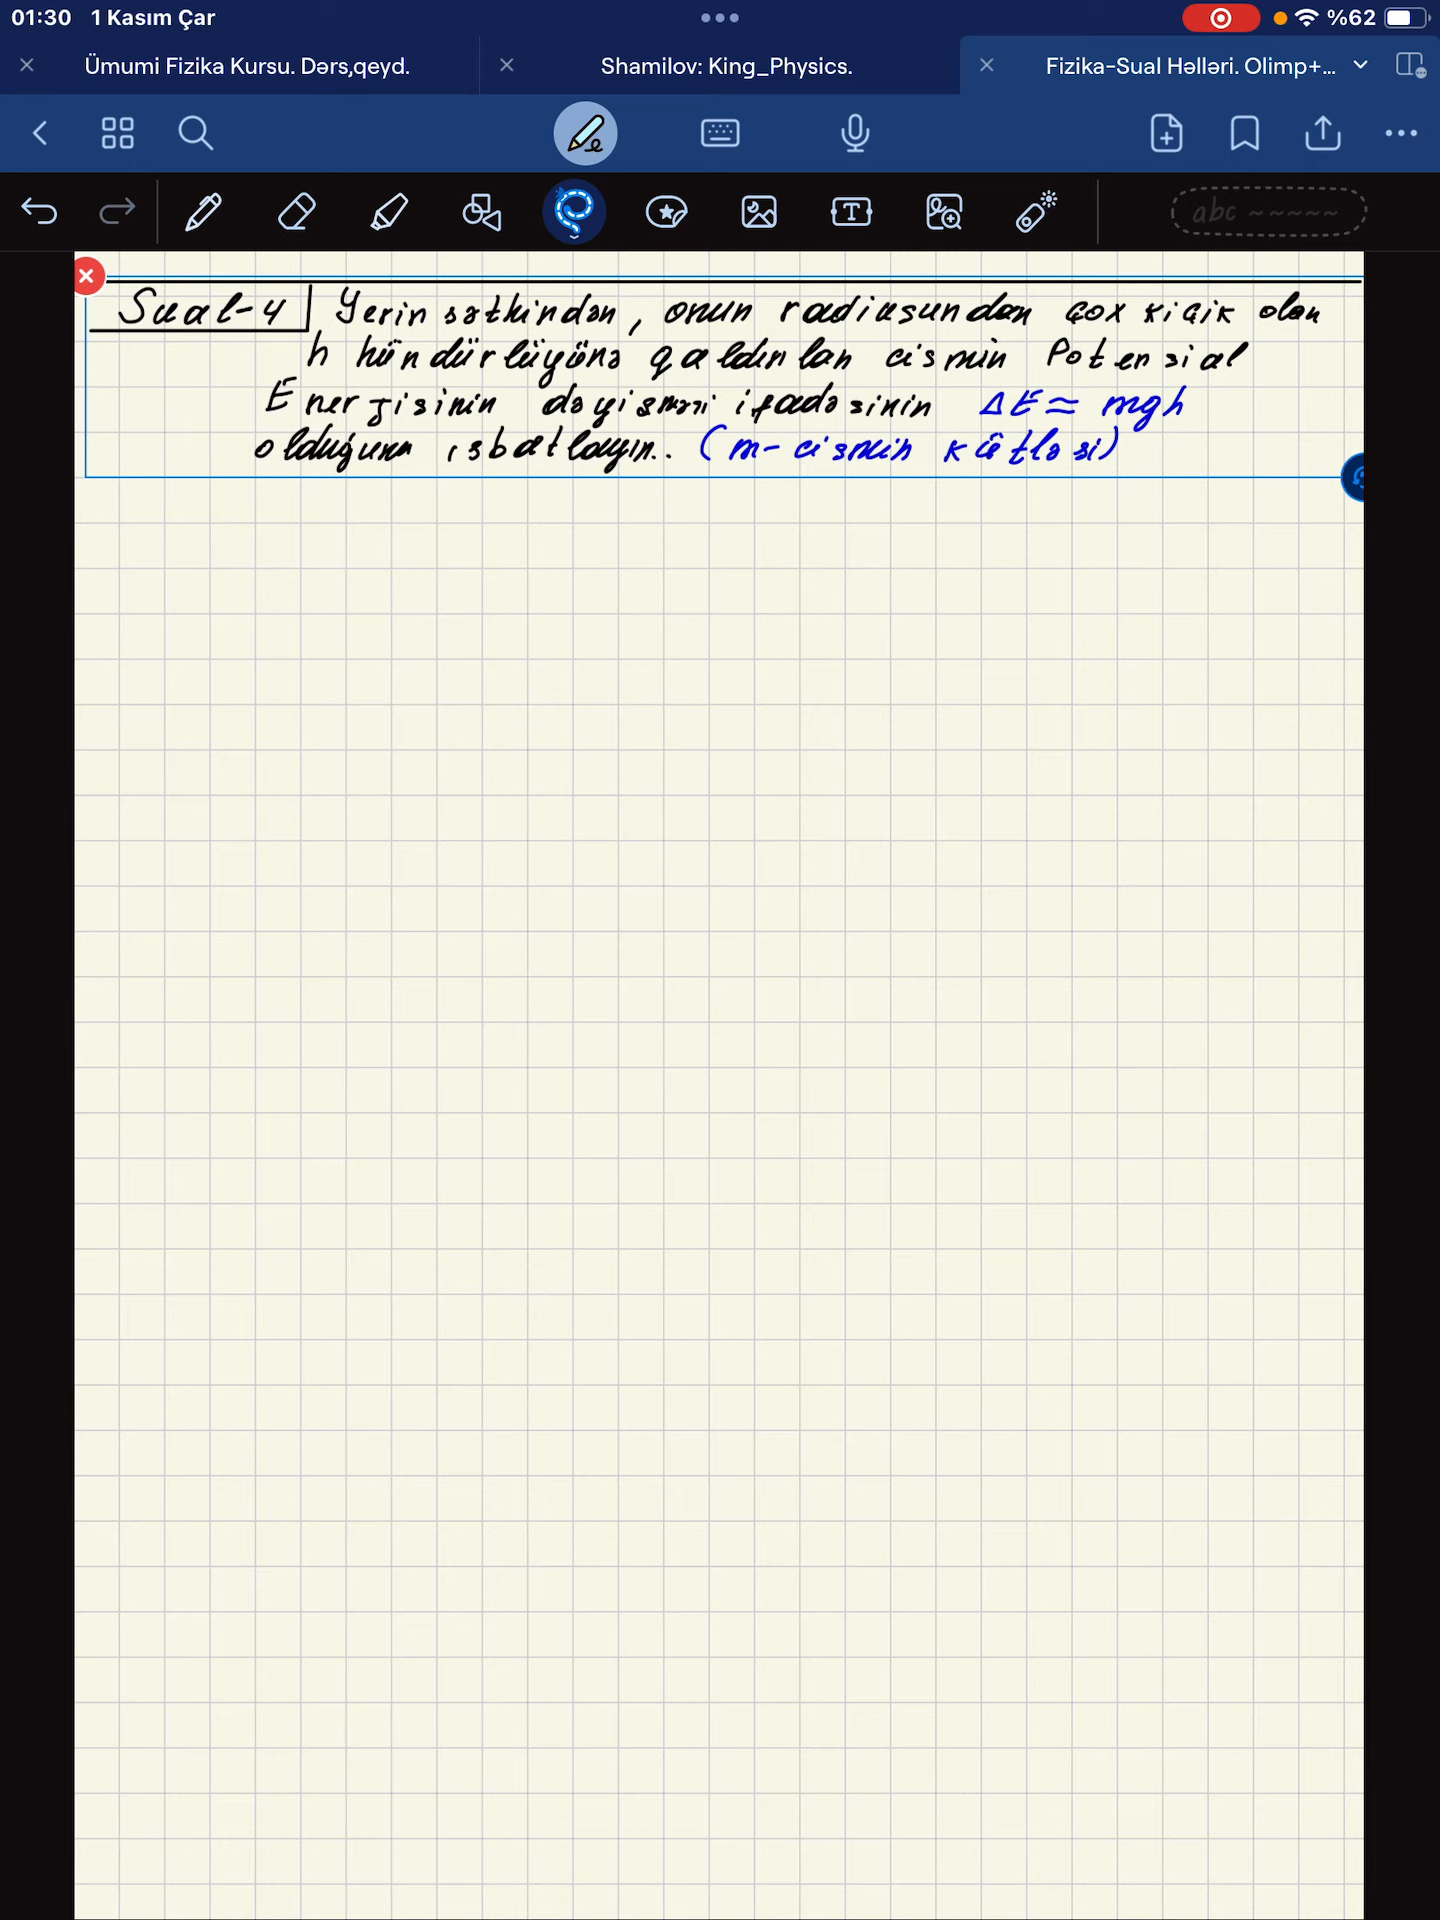 01:30 1 Kasım Çar %62
Ümumi Fizika Kursu. Dərs,qeyd. Shamilov: King_Physics. Fizika-Sual Həlləri. Olimp+...
abc
Sual-4 Yerin səthindən, onun radiusundan çox kiçik olan
h hündürlüyünə qaldırılan cismin Potensial
Enerjisinin dəyişməsi ifadəsinin ΔE ≈ mgh
olduğunu isbatlayın.. (m- cismin kütləsi)